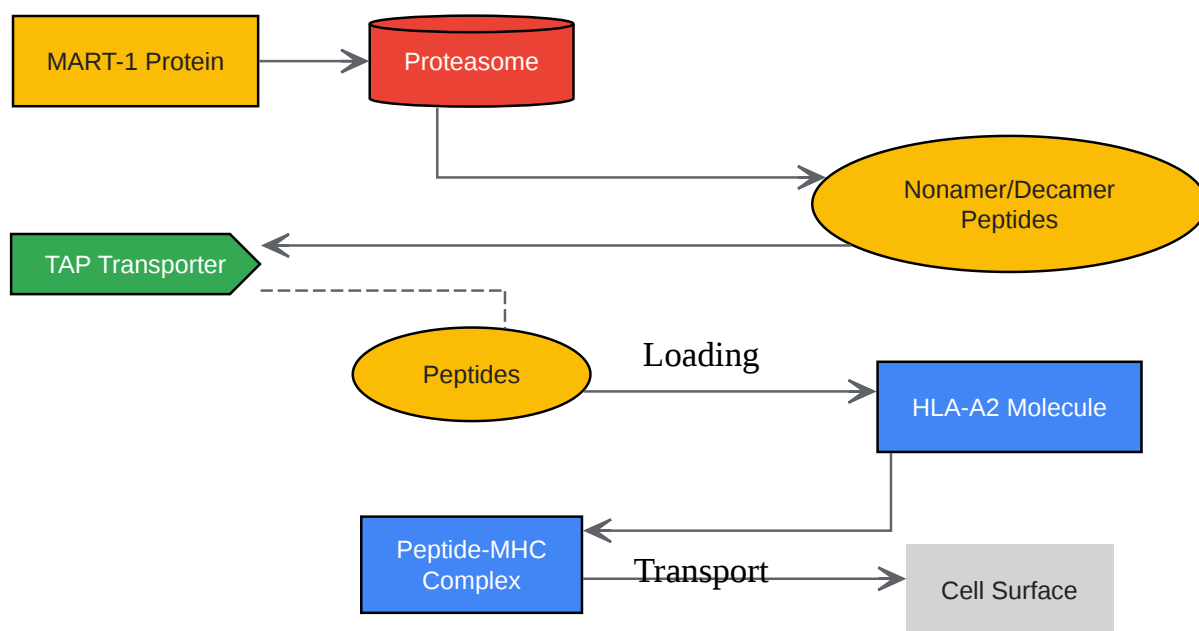 MART-1 Protein
Proteasome
Nonamer/Decamer
Peptides
TAP Transporter
Peptides
Loading
HLA-A2 Molecule
Peptide-MHC
Complex
Transport
Cell Surface